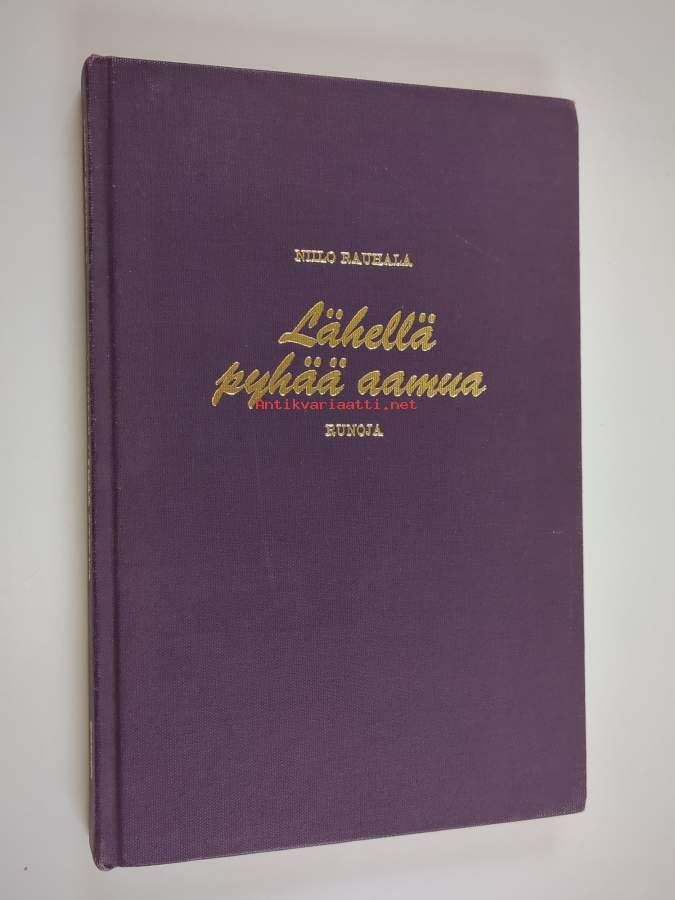 NIILO RAUHALA
Lähellä
pyhää aamua
Antikvariaatti.net
RUNOJA